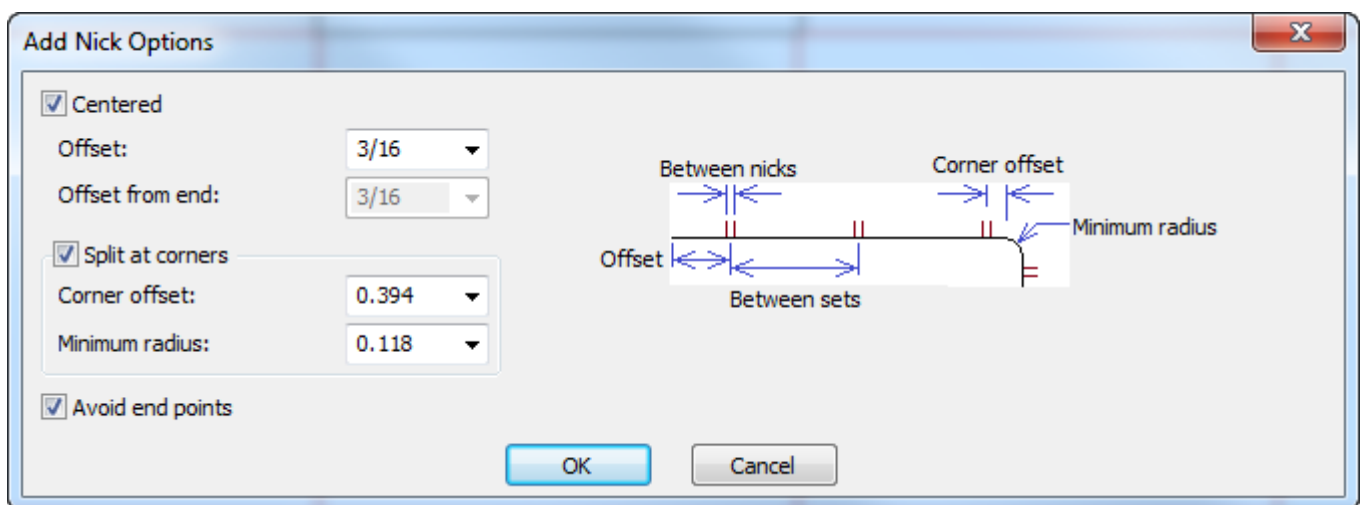 Add Nick Options
Centered
Offset: 3/16
Offset from end: 3/16
Split at corners
Corner offset: 0.394
Minimum radius: 0.118
Avoid end points
Between nicks Corner offset
Minimum radius
Offset
Between sets
OK Cancel